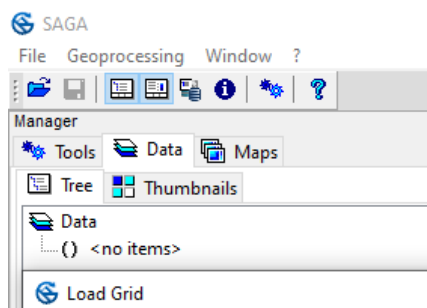 SAGA
File Geoprocessing Window ?
Manager
Tools Data Maps
Tree Thumbnails
Data
() <no items>
Load Grid